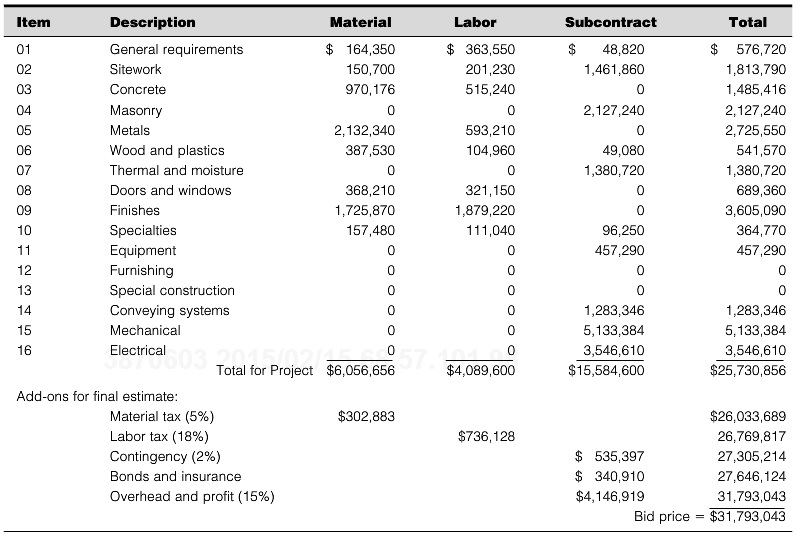 Item Description Material Labor Subcontract Total
01 General requirements $ 164,350 $ 363,550 $ 48,820 $ 576,720
02 Sitework 150,700 201,230 1,461,860 1,813,790
03 Concrete 970,176 515,240 0 1,485,416
04 Masonry 0 0 2,127,240 2,127,240
05 Metals 2,132,340 593,210 0 2,725,550
06 Wood and plastics 387,530 104,960 49,080 541,570
07 Thermal and moisture 0 0 1,380,720 1,380,720
08 Doors and windows 368,210 321,150 0 689,360
09 Finishes 1,725,870 1,879,220 0 3,605,090
10 Specialties 157,480 111,040 96,250 364,770
11 Equipment 0 0 457,290 457,290
12 Furnishing 0 0 0 0
13 Special construction 0 0 0 0
14 Conveying systems 0 0 1,283,346 1,283,346
15 Mechanical 0 0 5,133,384 5,133,384
16 Electrical 0 0 3,546,610 3,546,610
Total for Project $6,056,656 $4,089,600 $15,584,600 $25,730,856
Add-ons for final estimate:
Material tax (5%) $302,883 $26,033,689
Labor tax (18%) $736,128 26,769,817
Contingency (2%) $ 535,397 27,305,214
Bonds and insurance $ 340,910 27,646,124
Overhead and profit (15%) $4,146,919 31,793,043
Bid price = $31,793,043